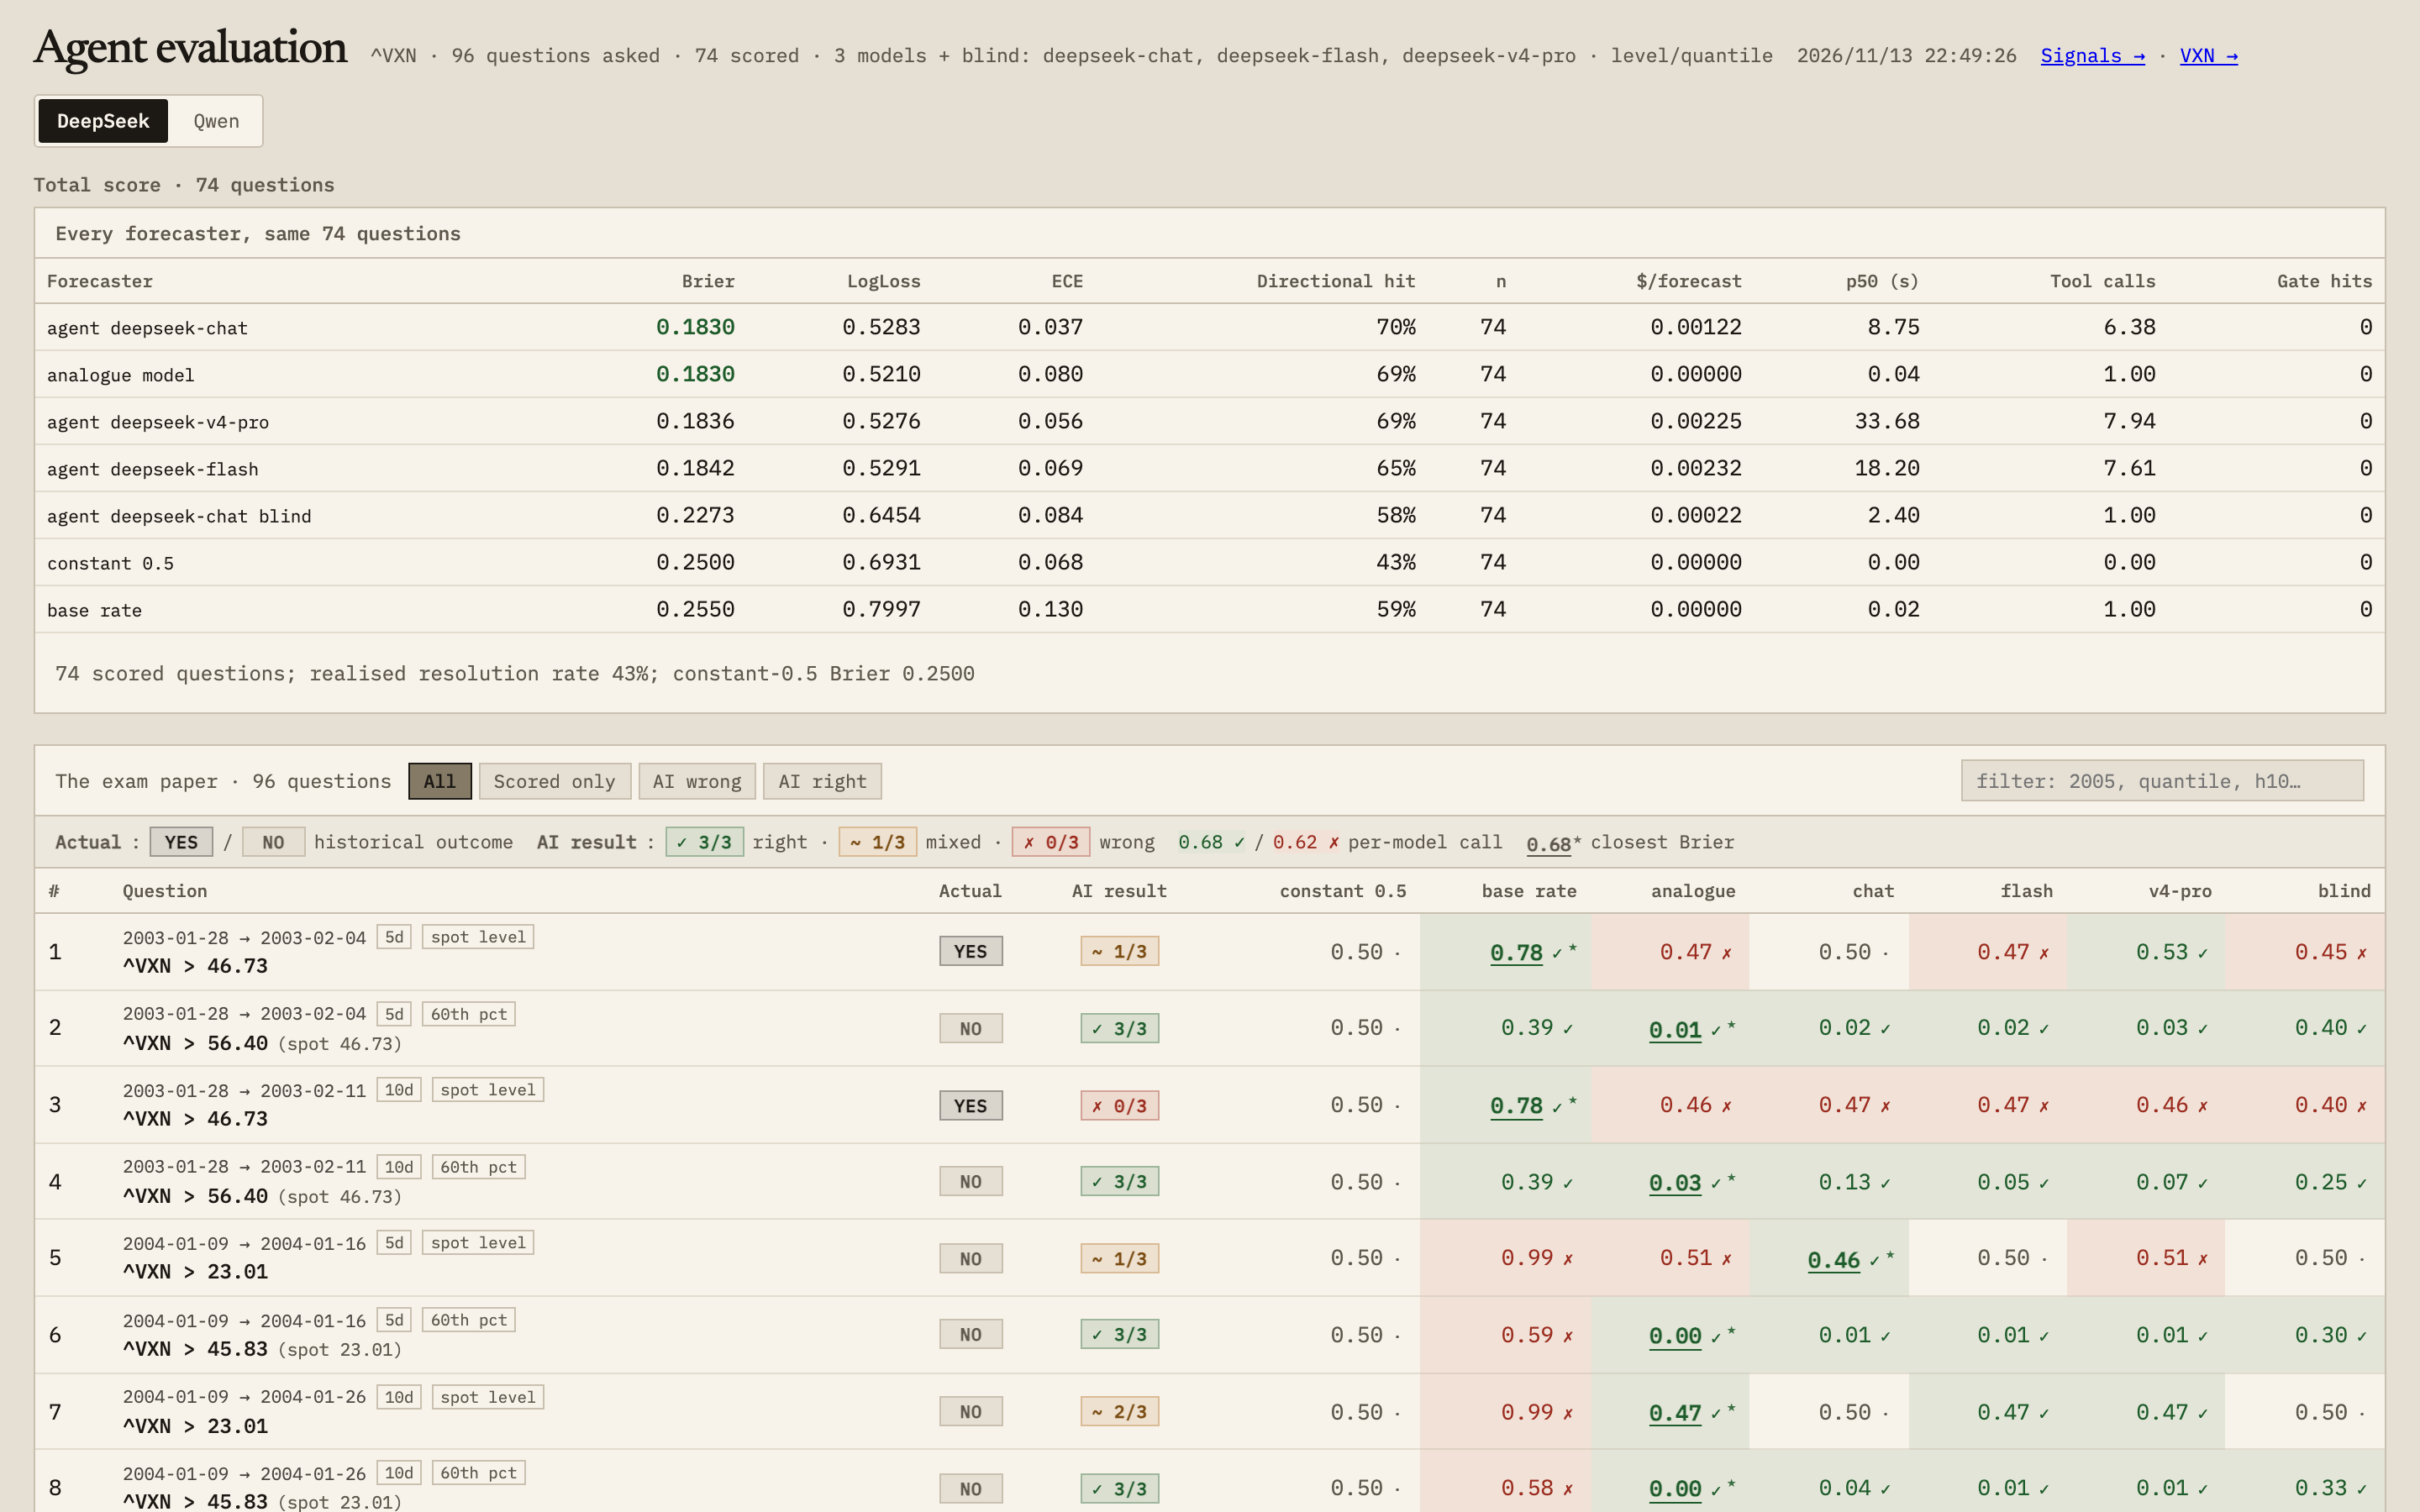 Agent evaluation ^VXN · 96 questions asked · 74 scored · 3 models + blind: deepseek-chat, deepseek-flash, deepseek-v4-pro · level/quantile 2026/11/13 22:49:26 Signals → · VXN →
DeepSeek Qwen
Total score · 74 questions
Every forecaster, same 74 questions
Forecaster Brier LogLoss ECE Directional hit n $/forecast p50 (s) Tool calls Gate hits
agent deepseek-chat 0.1830 0.5283 0.037 70% 74 0.00122 8.75 6.38 0
analogue model 0.1830 0.5210 0.080 69% 74 0.00000 0.04 1.00 0
agent deepseek-v4-pro 0.1836 0.5276 0.056 69% 74 0.00225 33.68 7.94 0
agent deepseek-flash 0.1842 0.5291 0.069 65% 74 0.00232 18.20 7.61 0
agent deepseek-chat blind 0.2273 0.6454 0.084 58% 74 0.00022 2.40 1.00 0
constant 0.5 0.2500 0.6931 0.068 43% 74 0.00000 0.00 0.00 0
base rate 0.2550 0.7997 0.130 59% 74 0.00000 0.02 1.00 0
74 scored questions; realised resolution rate 43%; constant-0.5 Brier 0.2500
The exam paper · 96 questions All Scored only AI wrong AI right filter: 2005, quantile, h10…
Actual : YES / NO historical outcome AI result : ✓ 3/3 right · ~ 1/3 mixed · ✗ 0/3 wrong 0.68 ✓ / 0.62 ✗ per-model call 0.68* closest Brier
# Question Actual AI result constant 0.5 base rate analogue chat flash v4-pro blind
2003-01-28 → 2003-02-04 5d spot level
1 ^VXN > 46.73 YES ~ 1/3 0.50 · 0.78 ✓ * 0.47 ✗ 0.50 · 0.47 ✗ 0.53 ✓ 0.45 ✗
2003-01-28 → 2003-02-04 5d 60th pct
2 ^VXN > 56.40 (spot 46.73) NO ✓ 3/3 0.50 · 0.39 ✓ 0.01 ✓ * 0.02 ✓ 0.02 ✓ 0.03 ✓ 0.40 ✓
2003-01-28 → 2003-02-11 10d spot level
3 ^VXN > 46.73 YES ✗ 0/3 0.50 · 0.78 ✓ * 0.46 ✗ 0.47 ✗ 0.47 ✗ 0.46 ✗ 0.40 ✗
2003-01-28 → 2003-02-11 10d 60th pct
4 ^VXN > 56.40 (spot 46.73) NO ✓ 3/3 0.50 · 0.39 ✓ 0.03 ✓ * 0.13 ✓ 0.05 ✓ 0.07 ✓ 0.25 ✓
2004-01-09 → 2004-01-16 5d spot level
5 ^VXN > 23.01 NO ~ 1/3 0.50 · 0.99 ✗ 0.51 ✗ 0.46 ✓ * 0.50 · 0.51 ✗ 0.50 ·
2004-01-09 → 2004-01-16 5d 60th pct
6 ^VXN > 45.83 (spot 23.01) NO ✓ 3/3 0.50 · 0.59 ✗ 0.00 ✓ * 0.01 ✓ 0.01 ✓ 0.01 ✓ 0.30 ✓
2004-01-09 → 2004-01-26 10d spot level
7 ^VXN > 23.01 NO ~ 2/3 0.50 · 0.99 ✗ 0.47 ✓ * 0.50 · 0.47 ✓ 0.47 ✓ 0.50 ·
2004-01-09 → 2004-01-26 10d 60th pct
8 ^VXN > 45.83 (spot 23.01) NO ✓ 3/3 0.50 · 0.58 ✗ 0.00 ✓ * 0.04 ✓ 0.01 ✓ 0.01 ✓ 0.33 ✓